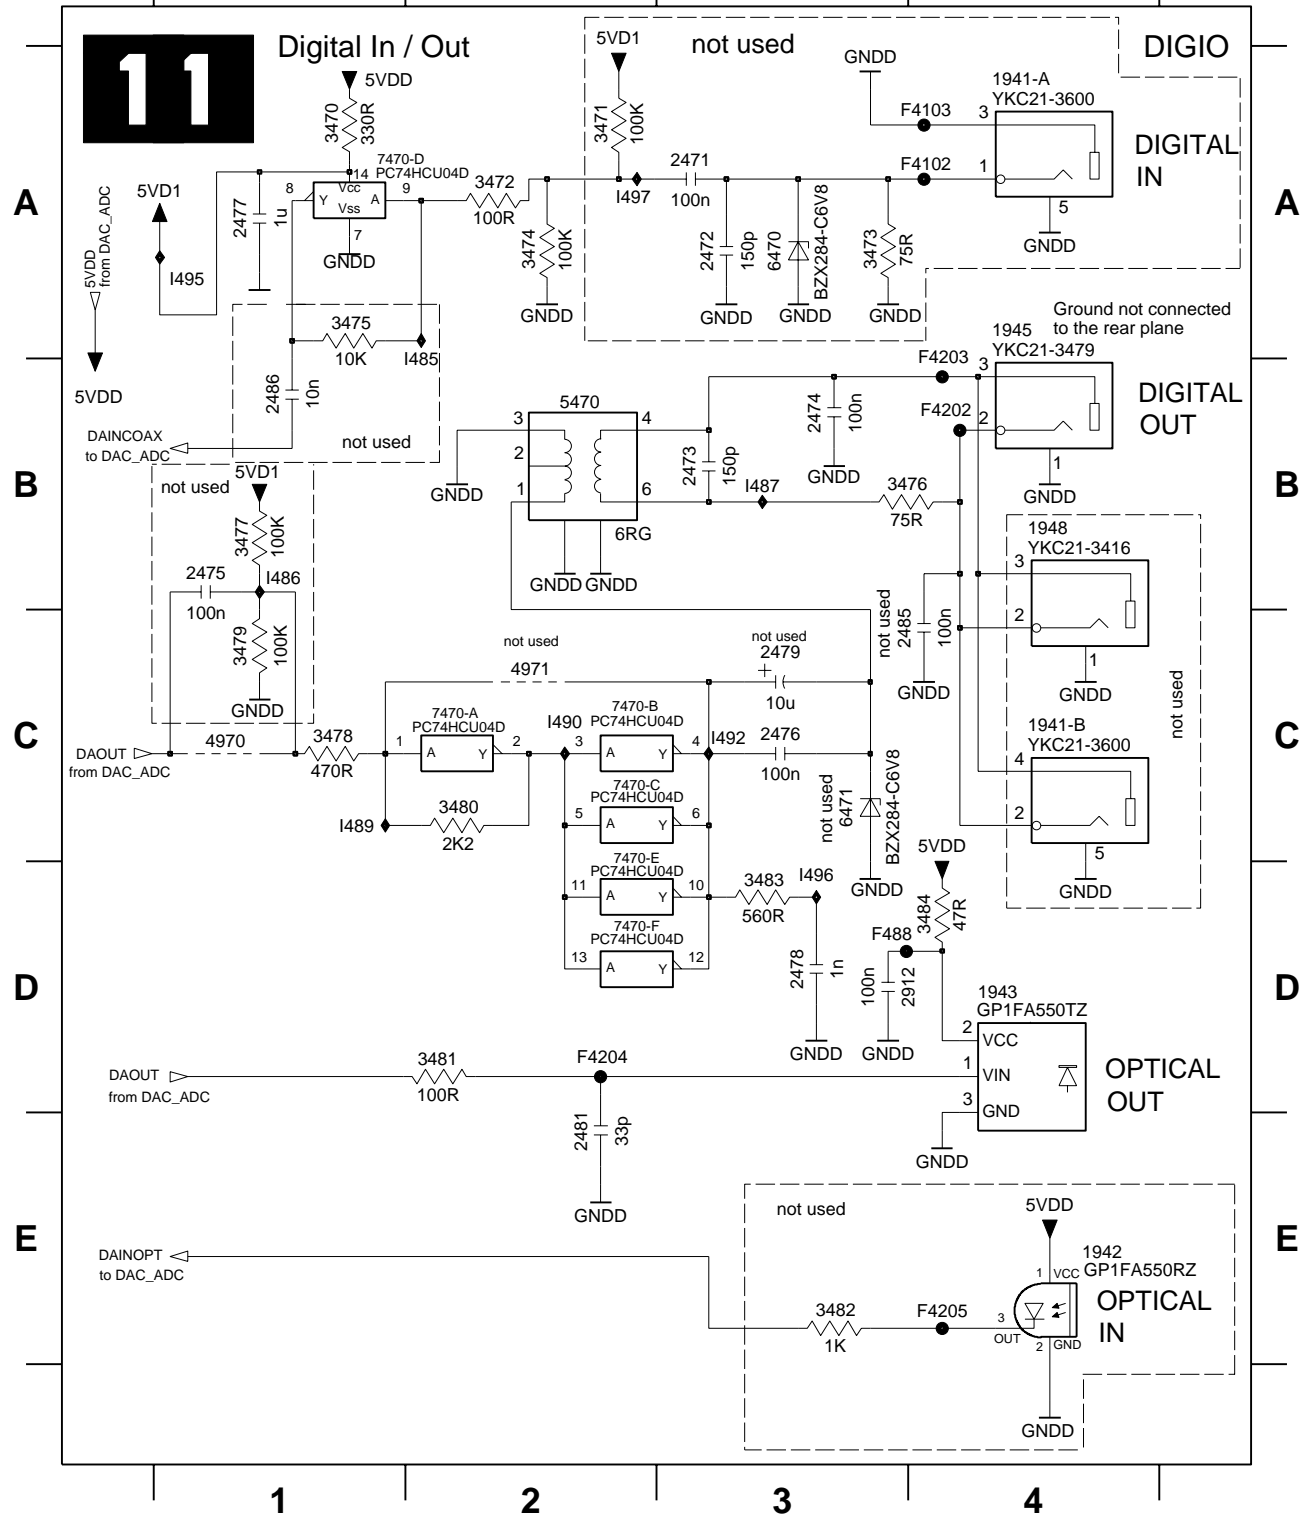 11
Digital In / Out
not used
DIGIO
5VDD
3470
330R
5VD1
3471
100K
GNDD
F4103
1941-A
YKC21-3600
3
1
5
GNDD
DIGITAL
IN
F4102
A
A
5VDD
from DAC_ADC
5VDD
5VD1
I495
2477
1u
7470-D
PC74HCU04D
14
Vcc
8
Y
A
9
Vss
7
GNDD
3472
100R
3474
100K
GNDD
I497
2471
100n
2472
150p
GNDD
6470
BZX284-C6V8
GNDD
3473
75R
GNDD
3475
10K
I485
2486
10n
not used
DAINCOAX
to DAC_ADC
Ground not connected
to the rear plane
1945
YKC21-3479
F4203
3
F4202
2
1
GNDD
DIGITAL
OUT
B
B
5470
3
2
1
4
6
6RG
GNDD
GNDD
GNDD
2473
150p
2474
100n
GNDD
I487
3476
75R
not used
5VD1
3477
100K
2475
100n
I486
3479
100K
GNDD
1948
YKC21-3416
3
2
1
GNDD
not used
2485
100n
GNDD
not used
1941-B
YKC21-3600
4
2
5
GNDD
C
C
DAOUT
from DAC_ADC
4970
3478
470R
not used
4971
7470-A
PC74HCU04D
1
A
Y
2
I489
3480
2K2
I490
7470-B
PC74HCU04D
3
A
Y
4
I492
7470-C
PC74HCU04D
5
A
Y
6
7470-E
PC74HCU04D
11
A
Y
10
7470-F
PC74HCU04D
13
A
Y
12
not used
2479
+
10u
2476
100n
not used
6471
BZX284-C6V8
GNDD
3483
560R
I496
2478
1n
GNDD
5VDD
3484
47R
F488
100n
2912
GNDD
D
D
1943
GP1FA550TZ
2
VCC
1
VIN
3
GND
GNDD
OPTICAL
OUT
DAOUT
from DAC_ADC
3481
100R
F4204
2481
33p
GNDD
E
E
DAINOPT
to DAC_ADC
not used
5VDD
1942
GP1FA550RZ
1
VCC
3
OUT
2
GND
GNDD
OPTICAL
IN
3482
1K
F4205
1
2
3
4